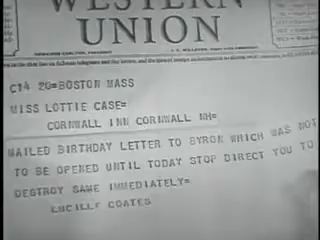 WESTERN
UNION
C14 20=BOSTON MASS
MISS LOTTIE CASE=
CORNWALL INN CORNWALL NH=
MAILED BIRTHDAY LETTER TO BYRON WHICH WAS NOT
TO BE OPENED UNTIL TODAY STOP DIRECT YOU TO
DESTROY SAME IMMEDIATELY=
LUCILLE COATES